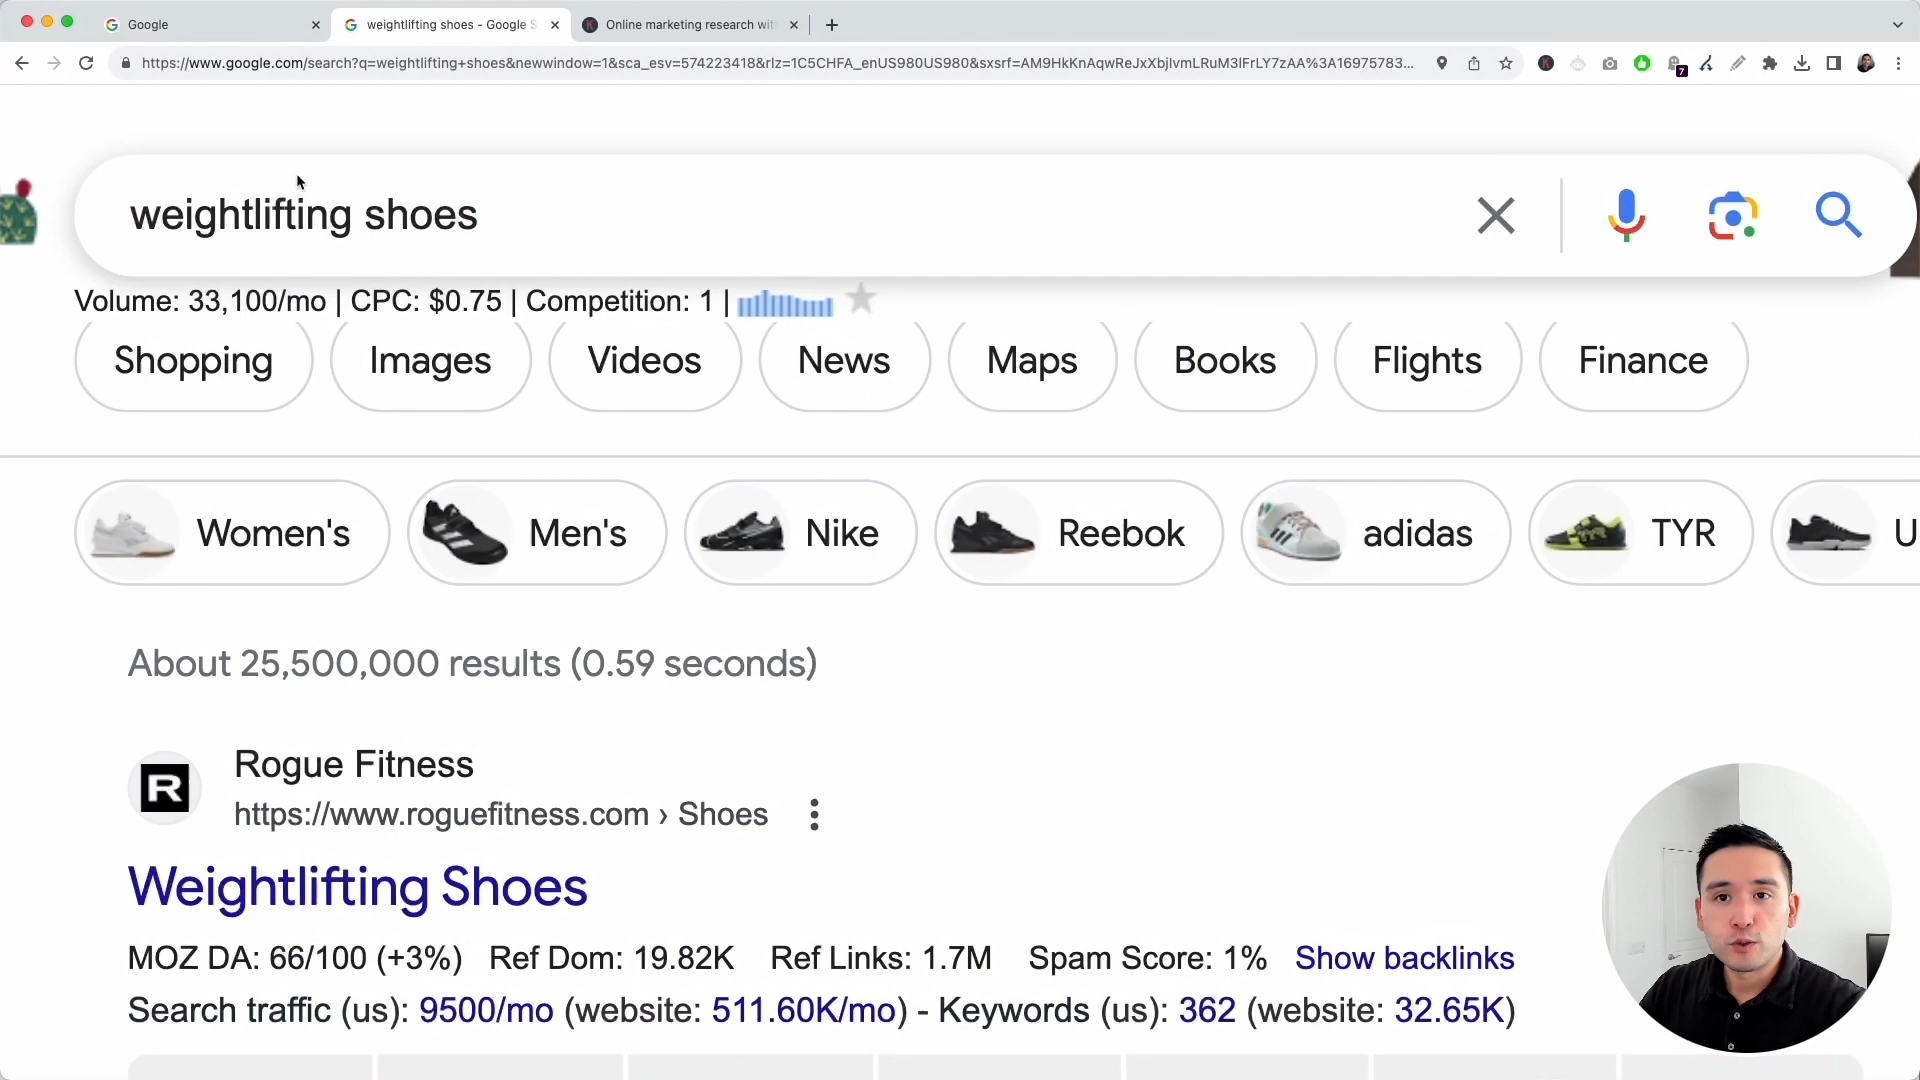 Google
weightlifting shoes - Google S
Online marketing research wit
https://www.google.com/search?q=weightlifting+shoes&newwindow=1&sca_esv=574223418&rlz=1C5CHFA_enUS980US980&sxsrf=AM9HkKnAqwReJxXbjIvmLRuM3lFrLY7zAA%3A16975783...
7
weightlifting shoes
Volume: 33,100/mo | CPC: $0.75 | Competition: 1 |
Shopping Images Videos News Maps Books Flights Finance
Women's Men's Nike Reebok adidas TYR U
About 25,500,000 results (0.59 seconds)
R
Rogue Fitness
https://www.roguefitness.com › Shoes
Weightlifting Shoes
MOZ DA: 66/100 (+3%) Ref Dom: 19.82K Ref Links: 1.7M Spam Score: 1% Show backlinks
Search traffic (us): 9500/mo (website: 511.60K/mo) - Keywords (us): 362 (website: 32.65K)